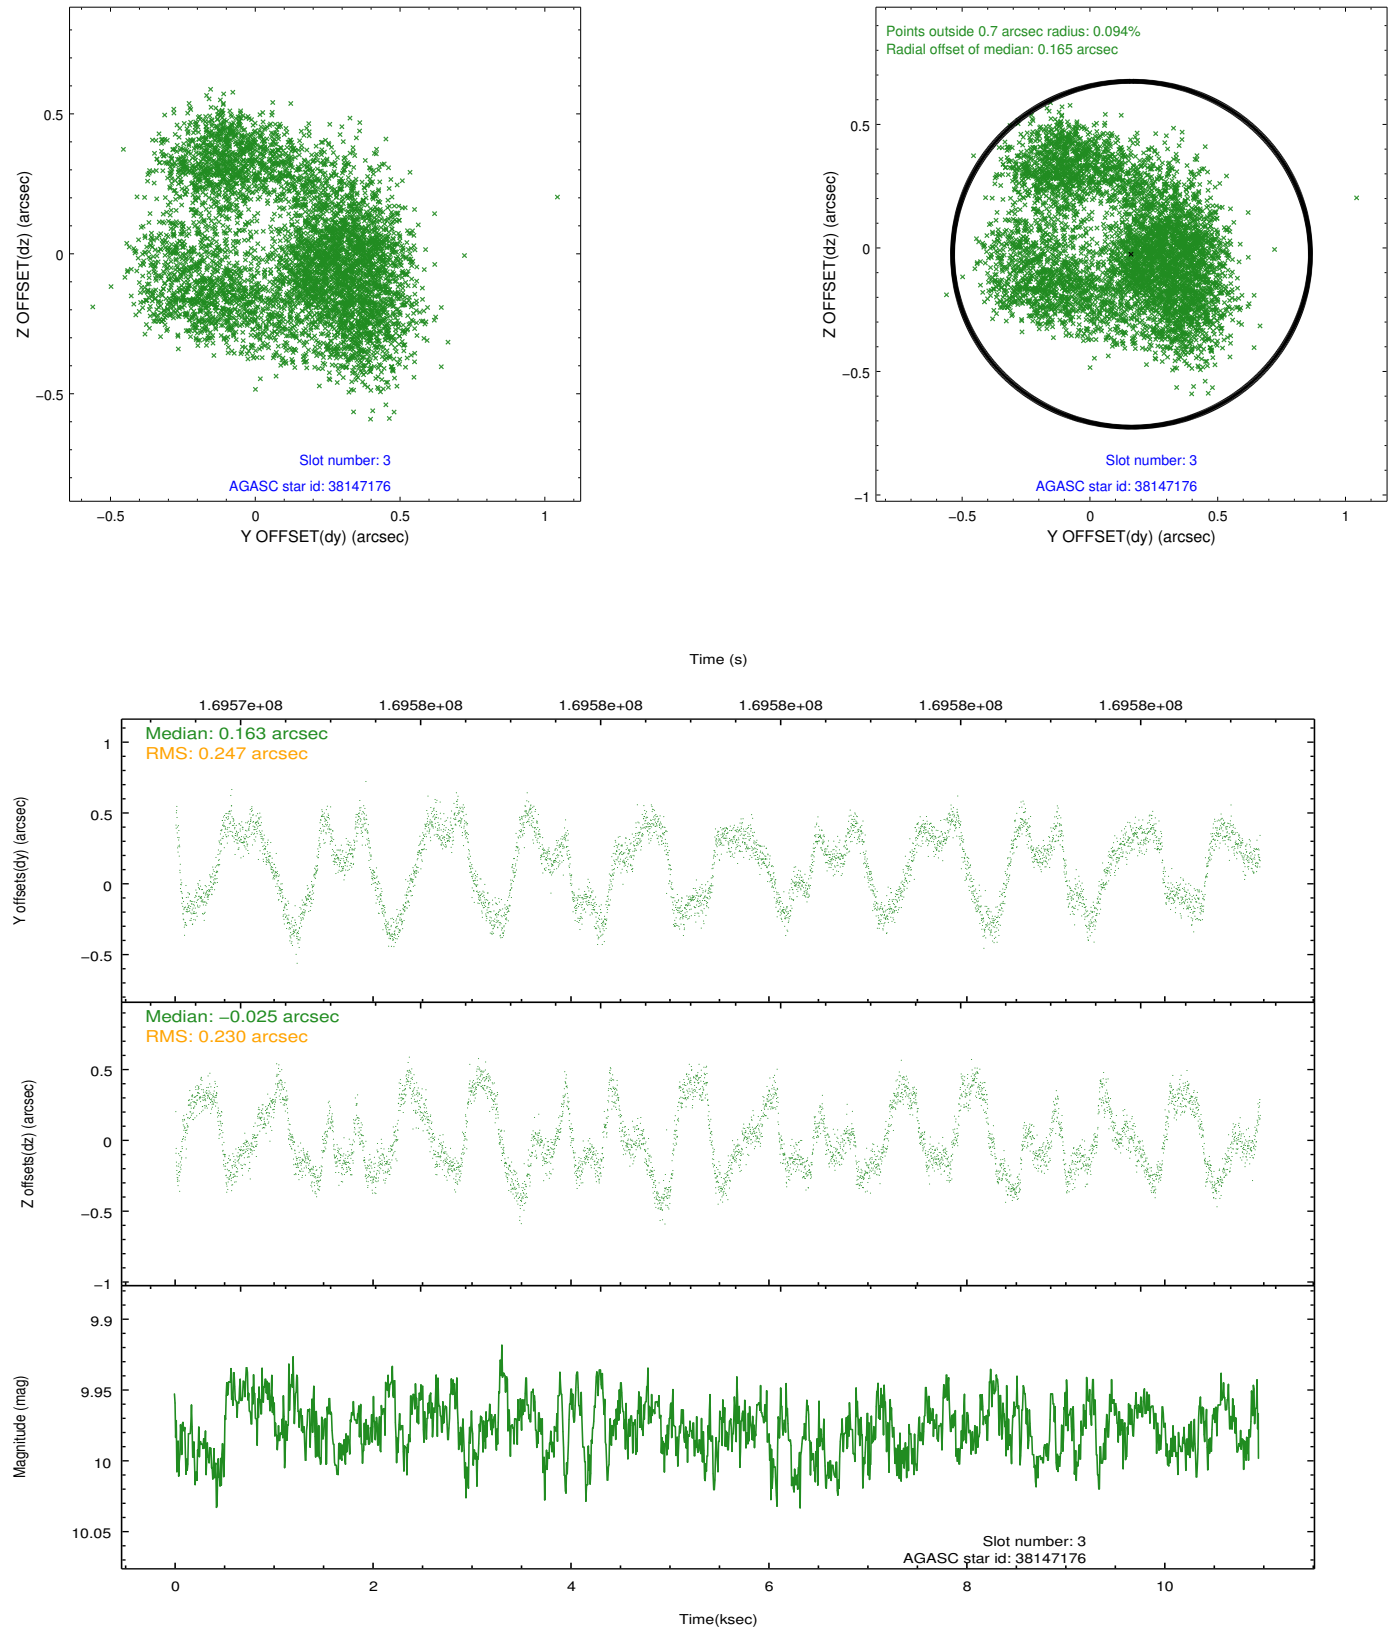 0.5
0
−0.5
Z OFFSET(dz) (arcsec)
−0.5
0
0.5
1
Y OFFSET(dy) (arcsec)
Slot number: 3
AGASC star id: 38147176
Points outside 0.7 arcsec radius: 0.094%
Radial offset of median: 0.165 arcsec
0.5
0
−0.5
−1
Z OFFSET(dz) (arcsec)
−0.5
0
0.5
1
Y OFFSET(dy) (arcsec)
Slot number: 3
AGASC star id: 38147176
Time (s)
1.6957e+08
1.6958e+08
1.6958e+08
1.6958e+08
1.6958e+08
1.6958e+08
Median: 0.163 arcsec
RMS: 0.247 arcsec
1
0.5
0
−0.5
Y offsets(dy) (arcsec)
Median: −0.025 arcsec
RMS: 0.230 arcsec
0.5
0
−0.5
−1
Z offsets(dz) (arcsec)
9.9
9.95
10
10.05
Magnitude (mag)
Slot number: 3
AGASC star id: 38147176
0
2
4
6
8
10
Time(ksec)